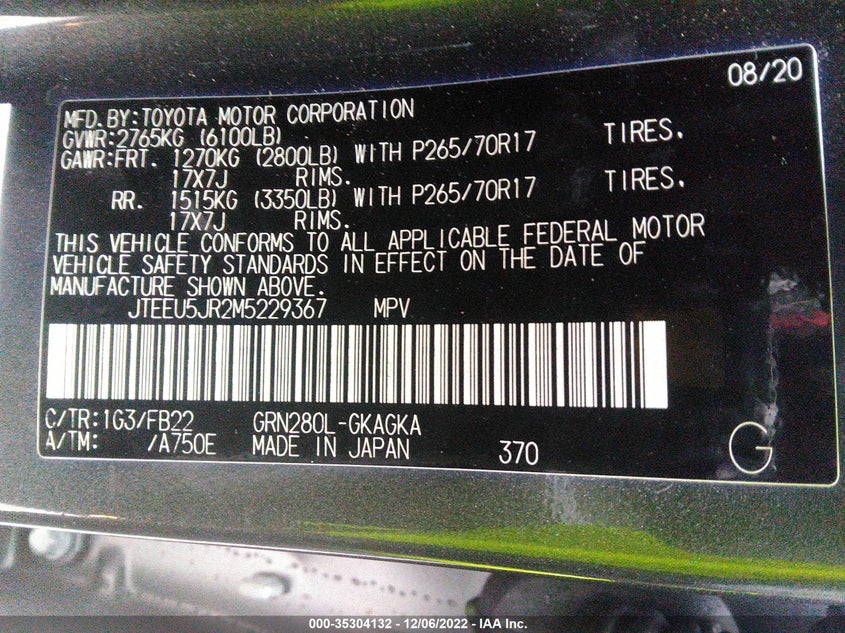 08/20
MFD.BY:TOYOTA MOTOR CORPORATION
GVWR:2765KG (6100LB)
GAWR:FRT. 1270KG (2800LB) WITH P265/70R17 TIRES.
17X7J RIMS.
RR. 1515KG (3350LB) WITH P265/70R17 TIRES.
17X7J RIMS.
THIS VEHICLE CONFORMS TO ALL APPLICABLE FEDERAL MOTOR
VEHICLE SAFETY STANDARDS IN EFFECT ON THE DATE OF
MANUFACTURE SHOWN ABOVE.
JTEEU5JR2M5229367 MPV
C/TR:1G3/FB22 GRN280L-GKAGKA
A/TM: /A750E MADE IN JAPAN 370
G
000-35304132 - 12/06/2022 - IAA Inc.